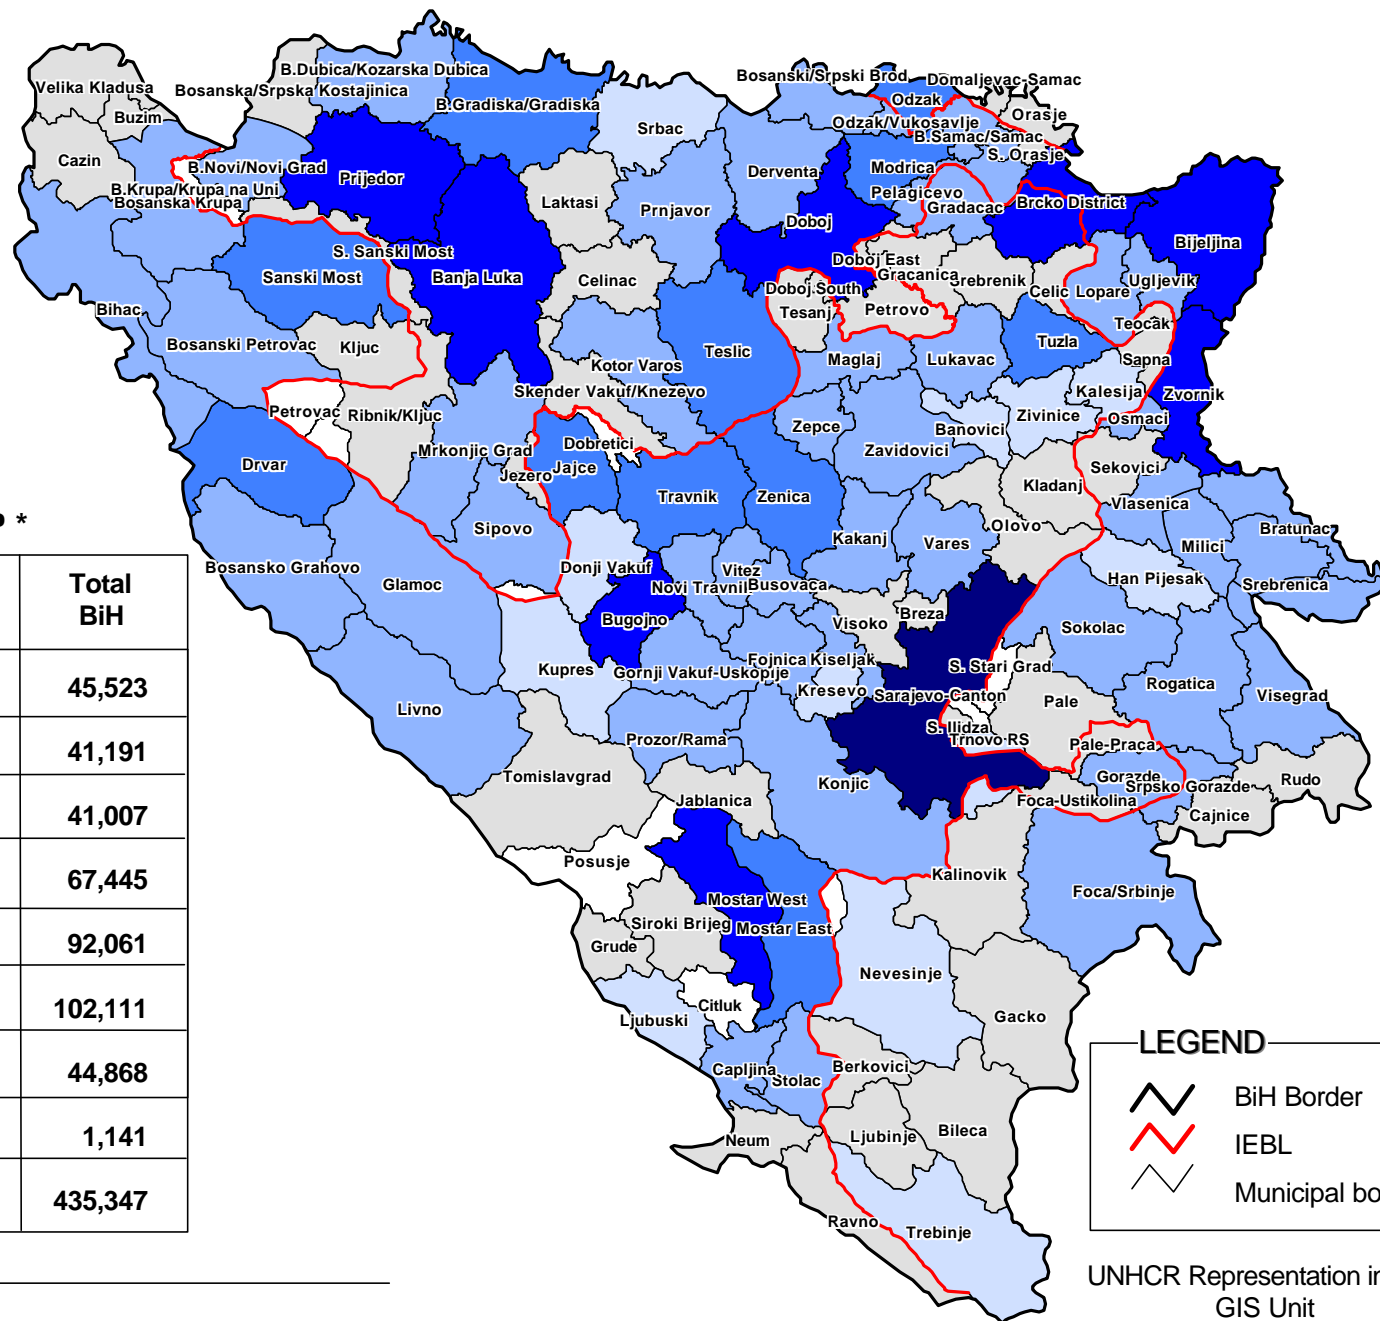 Velika Kladusa
Buzim
Cazin
Bosanska/Srpska Kostajinica
B.Dubica/Kozarska Dubica
B.Gradiska/Gradiska
B.Novi/Novi Grad
B.Krupa/Krupa na Uni
Bosanska Krupa
Prijedor
Srbac
Laktasi
Prnjavor
Derventa
Bosanski/Srpski Brod
Domaljevac-Samac
Odzak
Orasje
Odzak/Vukosavlje
B.Samac/Samac
S. Orasje
Modrica
Pelagicevo
Gradacac
Brcko District
Doboj
Bijeljina
S. Sanski Most
Sanski Most
Banja Luka
Celinac
Doboj East
Gracanica
Doboj South
Tesanj
Petrovo
Srebrenik
Celic
Lopare
Ugljevik
Teocak
Sapna
Bihac
Bosanski Petrovac
Kljuc
Kotor Varos
Teslic
Maglaj
Lukavac
Tuzla
Kalesija
Zvornik
Skender Vakuf/Knezevo
Petrovac
Ribnik/Kljuc
Dobretici
Zepce
Banovici
Zivinice
Osmaci
Mrkonjic Grad
Jajce
Jezero
Zavidovici
Sekovici
Drvar
Travnik
Zenica
Kladanj
Vlasenica
Sipovo
Olovo
Bratunac
Kakanj
Vares
Milici
Bosansko Grahovo
Glamoc
Donji Vakuf
Novi Travnik
Vitez
Busovaca
Han Pijesak
Srebrenica
Bugojno
Visoko
Breza
Sokolac
Kupres
Gornji Vakuf-Uskoplje
Fojnica
Kiseljak
Kresevo
Sarajevo-Canton
S. Stari Grad
Pale
Rogatica
Visegrad
Livno
Prozor/Rama
S. Ilidza
Trnovo RS
Pale-Praca
Tomislavgrad
Konjic
Gorazde
Srpsko Gorazde
Rudo
Jablanica
Foca-Ustikolina
Cajnice
Posusje
Kalinovik
Foca/Srbinje
Mostar West
Siroki Brijeg
Mostar East
Grude
Nevesinje
Citluk
Ljubuski
Gacko
Capljina
Stolac
Berkovici
Neum
Ljubinje
Bileca
Ravno
Trebinje
*
Total
BiH
45,523
41,191
41,007
67,445
92,061
102,111
44,868
1,141
435,347
LEGEND
BiH Border
IEBL
Municipal bo
UNHCR Representation in
GIS Unit